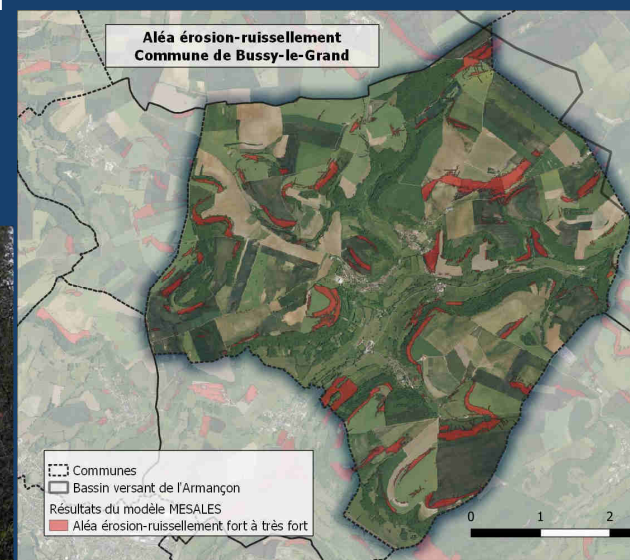 Aléa érosion-ruissellement
Commune de Bussy-le-Grand
Communes
Bassin versant de l'Armançon
Résultats du modèle MESALES
Aléa érosion-ruissellement fort à très fort
0 1 2